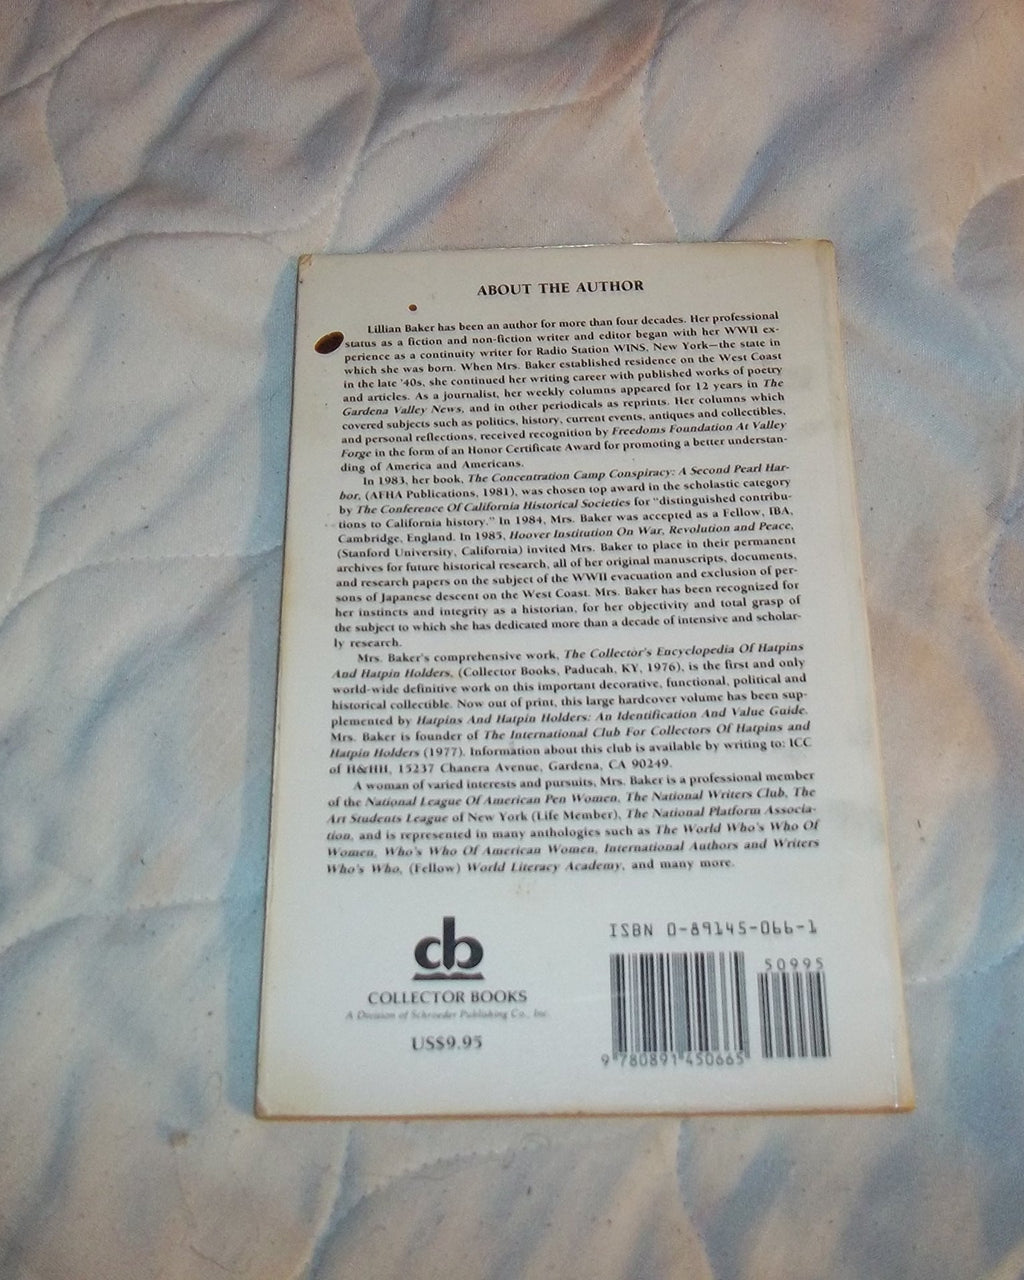 ABOUT THE AUTHOR
Lillian Baker has been an author for more than four decades. Her professional
status as a fiction and non-fiction writer and editor began with her WWII ex-
perience as a continuity writer for Radio Station WINS, New York—the state in
which she was born. When Mrs. Baker established residence on the West Coast
in the late '40s, she continued her writing career with published works of poetry
and articles. As a journalist, her weekly columns appeared for 12 years in The
Gardena Valley News, and in other periodicals as reprints. Her columns which
covered subjects such as politics, history, current events, antiques and collectibles,
and personal reflections, received recognition by Freedoms Foundation At Valley
Forge in the form of an Honor Certificate Award for promoting a better understan-
ding of America and Americans.
In 1983, her book, The Concentration Camp Conspiracy: A Second Pearl Har-
bor, (AFHA Publications, 1981), was chosen top award in the scholastic category
by The Conference Of California Historical Societies for "distinguished contribu-
tions to California history." In 1984, Mrs. Baker was accepted as a Fellow, IBA,
Cambridge, England. In 1985, Hoover Institution On War, Revolution and Peace,
(Stanford University, California) invited Mrs. Baker to place in their permanent
archives for future historical research, all of her original manuscripts, documents,
and research papers on the subject of the WWII evacuation and exclusion of per-
sons of Japanese descent on the West Coast. Mrs. Baker has been recognized for
her instincts and integrity as a historian, for her objectivity and total grasp of
the subject to which she has dedicated more than a decade of intensive and scholar-
ly research.
Mrs. Baker's comprehensive work, The Collector's Encyclopedia Of Hatpins
And Hatpin Holders, (Collector Books, Paducah, KY, 1976), is the first and only
world-wide definitive work on this important decorative, functional, political and
historical collectible. Now out of print, this large hardcover volume has been sup-
plemented by Hatpins And Hatpin Holders: An Identification And Value Guide.
Mrs. Baker is founder of The International Club For Collectors Of Hatpins and
Hatpin Holders (1977). Information about this club is available by writing to: ICC
of H&HH, 15237 Chanera Avenue, Gardena, CA 90249.
A woman of varied interests and pursuits, Mrs. Baker is a professional member
of the National League Of American Pen Women, The National Writers Club, The
Art Students League of New York (Life Member), The National Platform Associa-
tion, and is represented in many anthologies such as The World Who's Who Of
Women, Who's Who Of American Women, International Authors and Writers
Who's Who, (Fellow) World Literacy Academy, and many more.
cb
COLLECTOR BOOKS
A Division of Schroeder Publishing Co., Inc.
US$9.95
ISBN 0-89145-066-1
50995
9 780891 450665